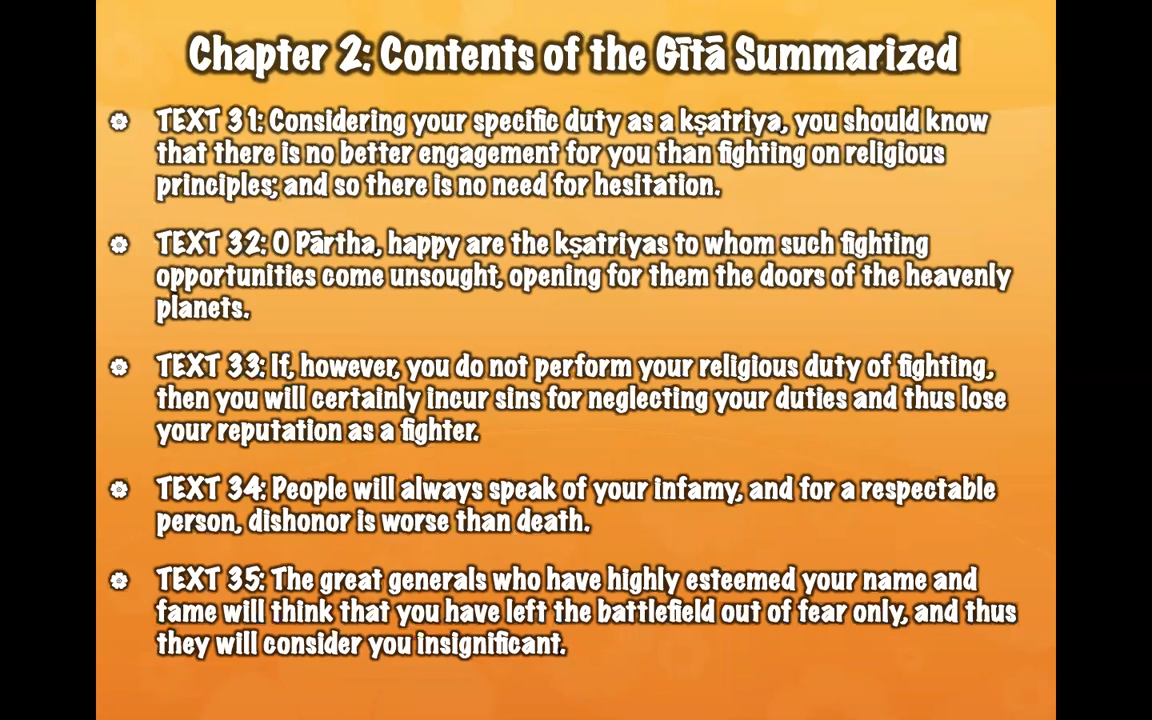 Chapter 2: Contents of the Gītā Summarized
TEXT 31: Considering your specific duty as a kṣatriya, you should know
that there is no better engagement for you than fighting on religious
principles; and so there is no need for hesitation.
TEXT 32: O Pārtha, happy are the kṣatriyas to whom such fighting
opportunities come unsought, opening for them the doors of the heavenly
planets.
TEXT 33: If, however, you do not perform your religious duty of fighting,
then you will certainly incur sins for neglecting your duties and thus lose
your reputation as a fighter.
TEXT 34: People will always speak of your infamy, and for a respectable
person, dishonor is worse than death.
TEXT 35: The great generals who have highly esteemed your name and
fame will think that you have left the battlefield out of fear only, and thus
they will consider you insignificant.